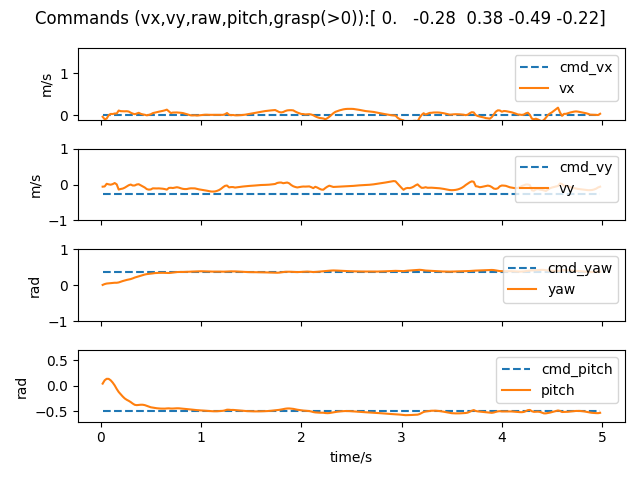 Commands (vx,vy,raw,pitch,grasp(>0)):[ 0.   -0.28  0.38 -0.49 -0.22]
1
0
m/s
cmd_vx
vx
1
0
−1
m/s
cmd_vy
vy
1
0
−1
rad
cmd_yaw
yaw
0.5
0.0
−0.5
rad
cmd_pitch
pitch
0 1 2 3 4 5
time/s